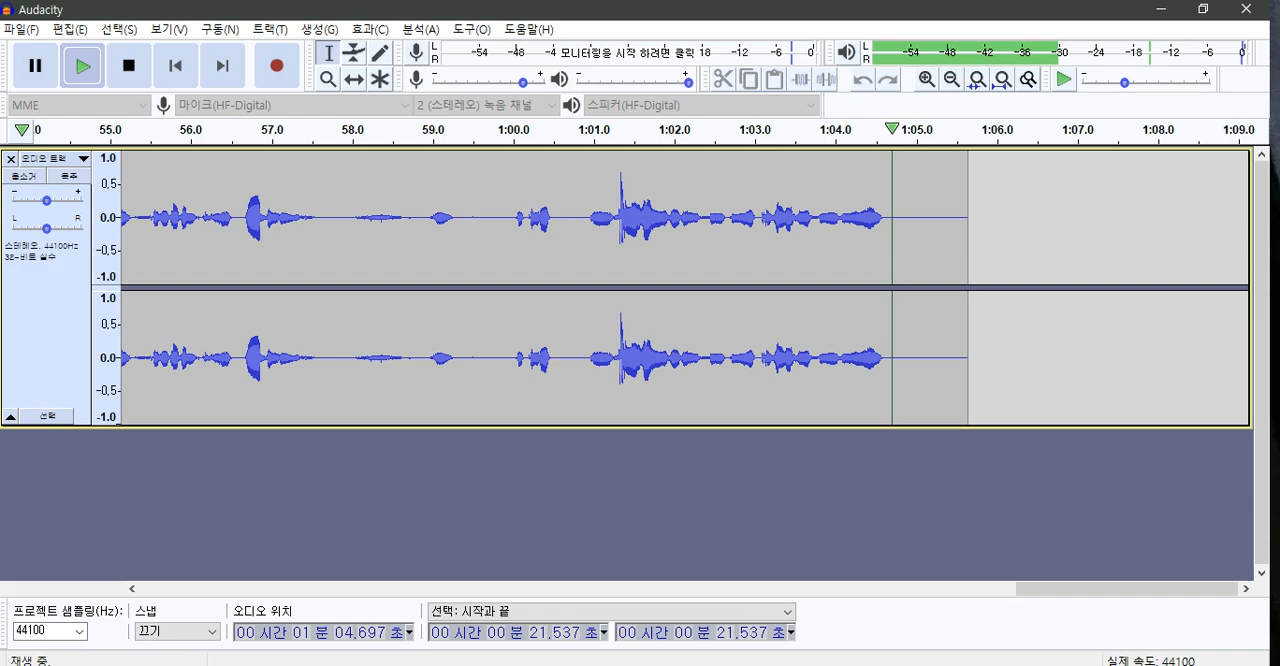 Audacity
파일(F) 편집(E) 선택(S) 보기(V) 구동(N) 트랙(T) 생성(G) 효과(C) 분석(A) 도구(O) 도움말(H)
L R -54 -48 -4 모니터링을 시작 하려면 클릭 18 -12 -6 0
L R -54 -48 -42 -36 -30 -24 -18 -12 -6 0
- + - + - +
MME 마이크(HF-Digital) 2 (스테레오) 녹음 채널 스피커(HF-Digital)
0 55.0 56.0 57.0 58.0 59.0 1:00.0 1:01.0 1:02.0 1:03.0 1:04.0 1:05.0 1:06.0 1:07.0 1:08.0 1:09.0
오디오 트랙
음소거 독주
- +
L R
스테레오, 44100Hz
32-비트 실수
선택
1.0
0.5-
0.0-
-0.5-
-1.0
1.0
0.5-
0.0-
-0.5-
-1.0
프로젝트 샘플링(Hz): 스냅 오디오 위치 선택: 시작과 끝
44100 끄기 00 시간 01 분 04.697 초 00 시간 00 분 21.537 초 00 시간 00 분 21.537 초
재생 중. 실제 속도: 44100